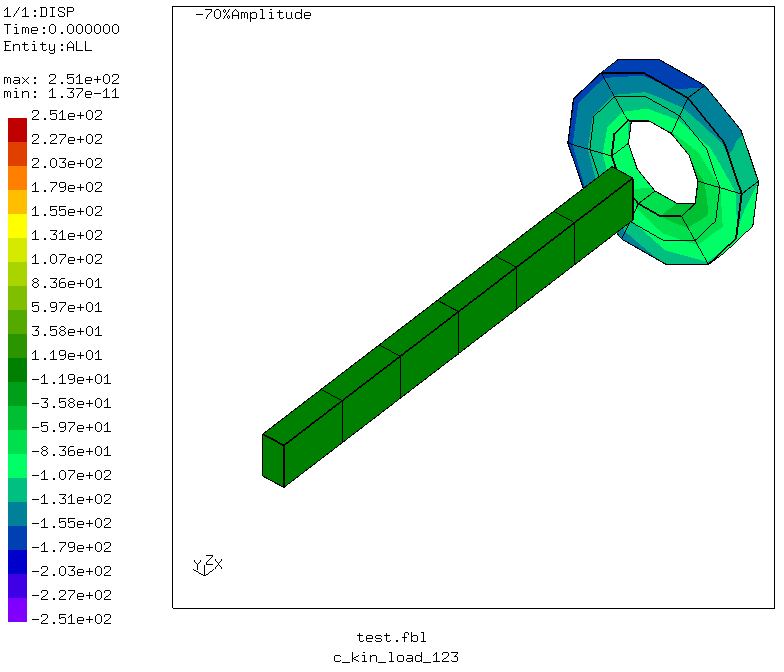 1/1:DISP
Time:0.000000
Entity:ALL
max: 2.51e+02
min: 1.37e-11
2.51e+02
2.27e+02
2.03e+02
1.79e+02
1.55e+02
1.31e+02
1.07e+02
8.36e+01
5.97e+01
3.58e+01
1.19e+01
-1.19e+01
-3.58e+01
-5.97e+01
-8.36e+01
-1.07e+02
-1.31e+02
-1.55e+02
-1.79e+02
-2.03e+02
-2.27e+02
-2.51e+02
-70%Amplitude
Y Z X
test.fbl
c_kin_load_123